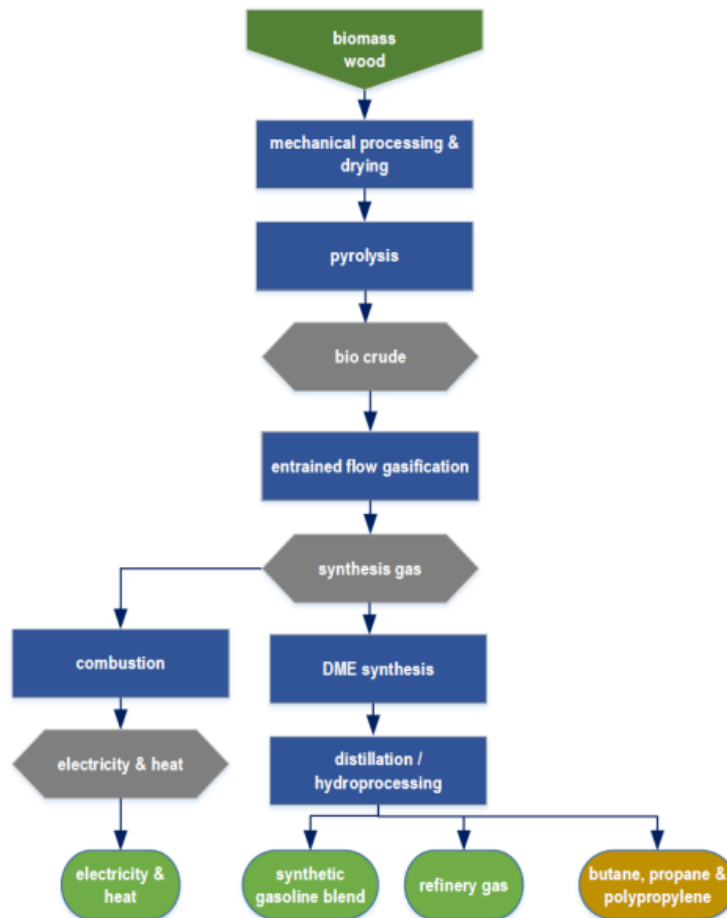 biomass
wood
mechanical processing &
drying
pyrolysis
bio crude
entrained flow gasification
synthesis gas
combustion
DME synthesis
electricity & heat
distillation /
hydroprocessing
electricity &
heat
synthetic
gasoline blend
refinery gas
butane, propane &
polypropylene